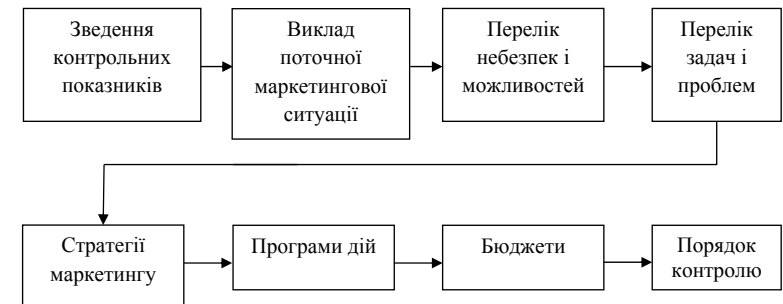 Зведення
контрольних
показників
Виклад
поточної
маркетингової
ситуації
Перелік
небезпек і
можливостей
Перелік
задач і
проблем
Стратегії
маркетингу
Програми дій
Бюджети
Порядок
контролю